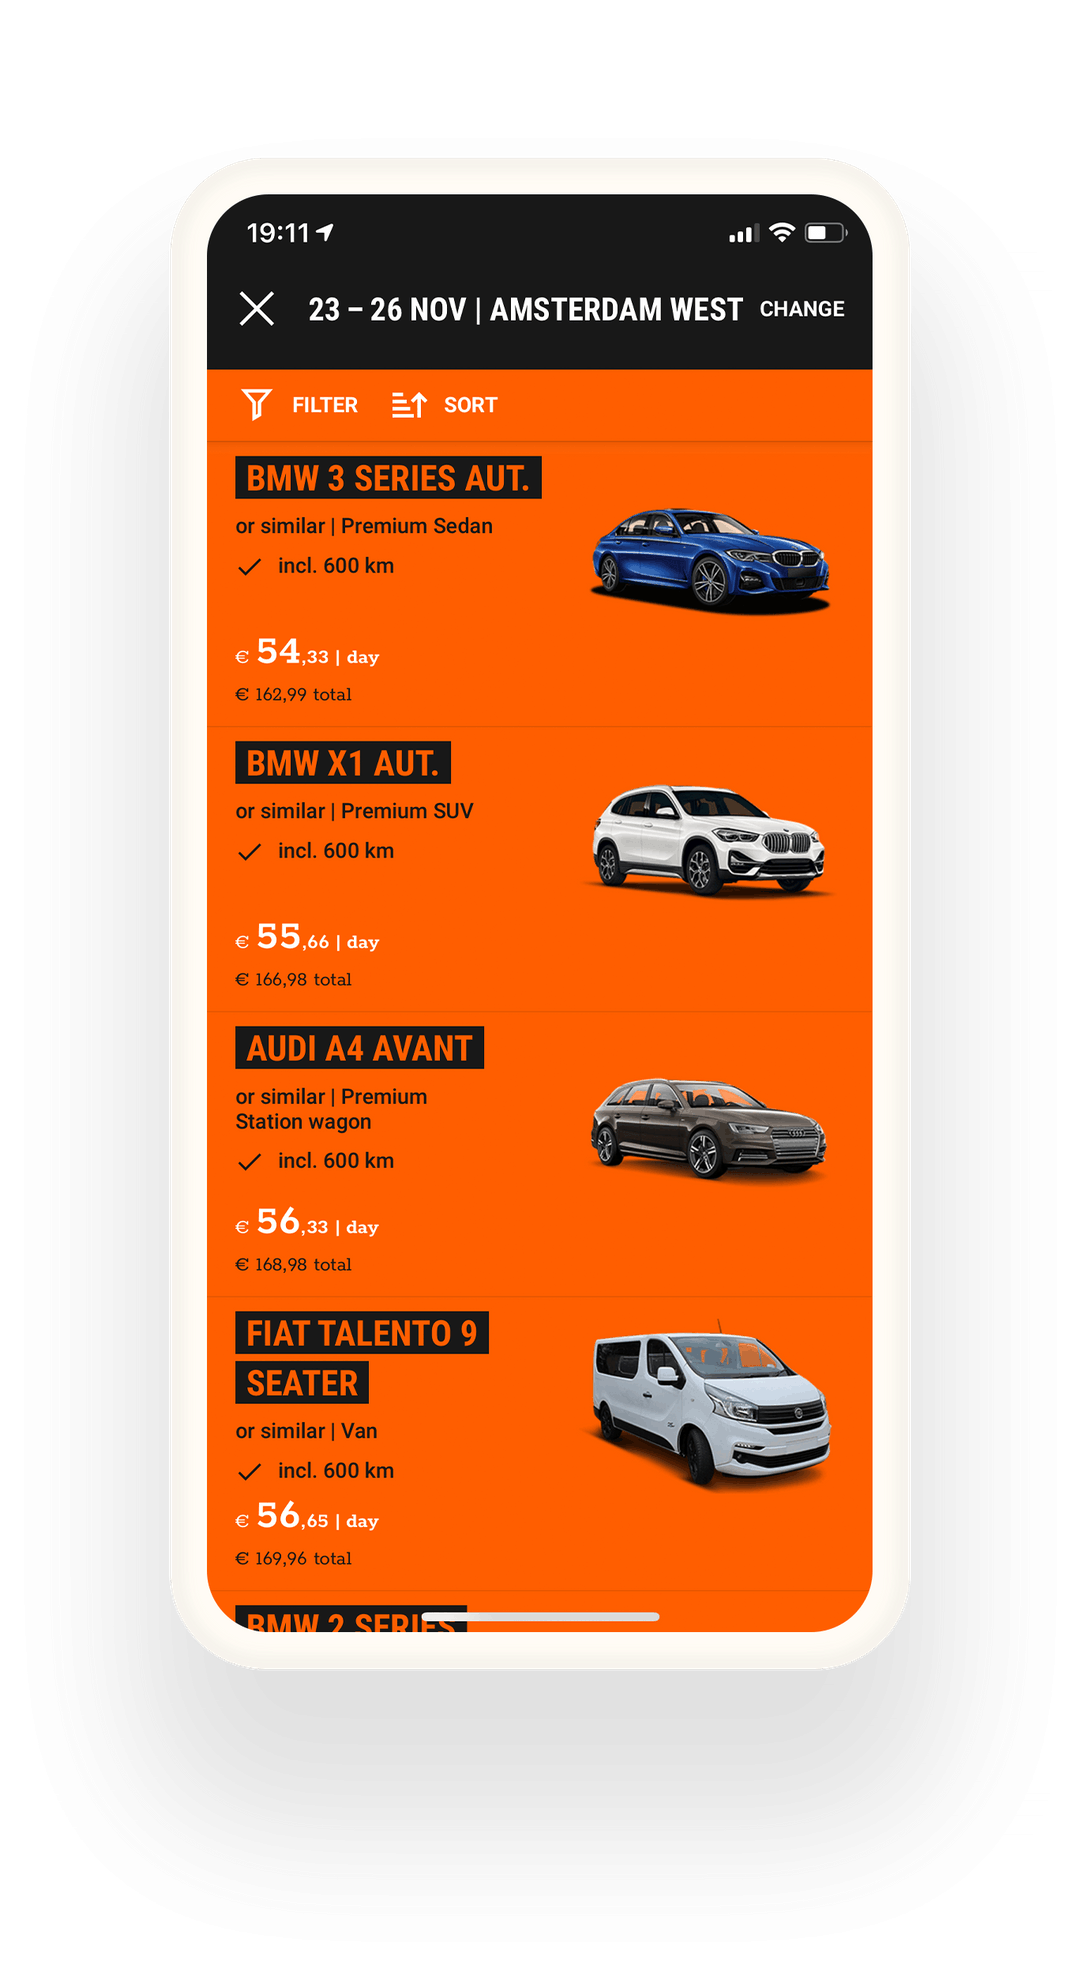 19:11
23 – 26 NOV | AMSTERDAM WEST CHANGE
FILTER SORT
BMW 3 SERIES AUT.
or similar | Premium Sedan
incl. 600 km
€ 54,33 | day
€ 162,99 total
BMW X1 AUT.
or similar | Premium SUV
incl. 600 km
€ 55,66 | day
€ 166,98 total
AUDI A4 AVANT
or similar | Premium
Station wagon
incl. 600 km
€ 56,33 | day
€ 168,98 total
FIAT TALENTO 9
SEATER
or similar | Van
incl. 600 km
€ 56,65 | day
€ 169,96 total
BMW 2 SERIES